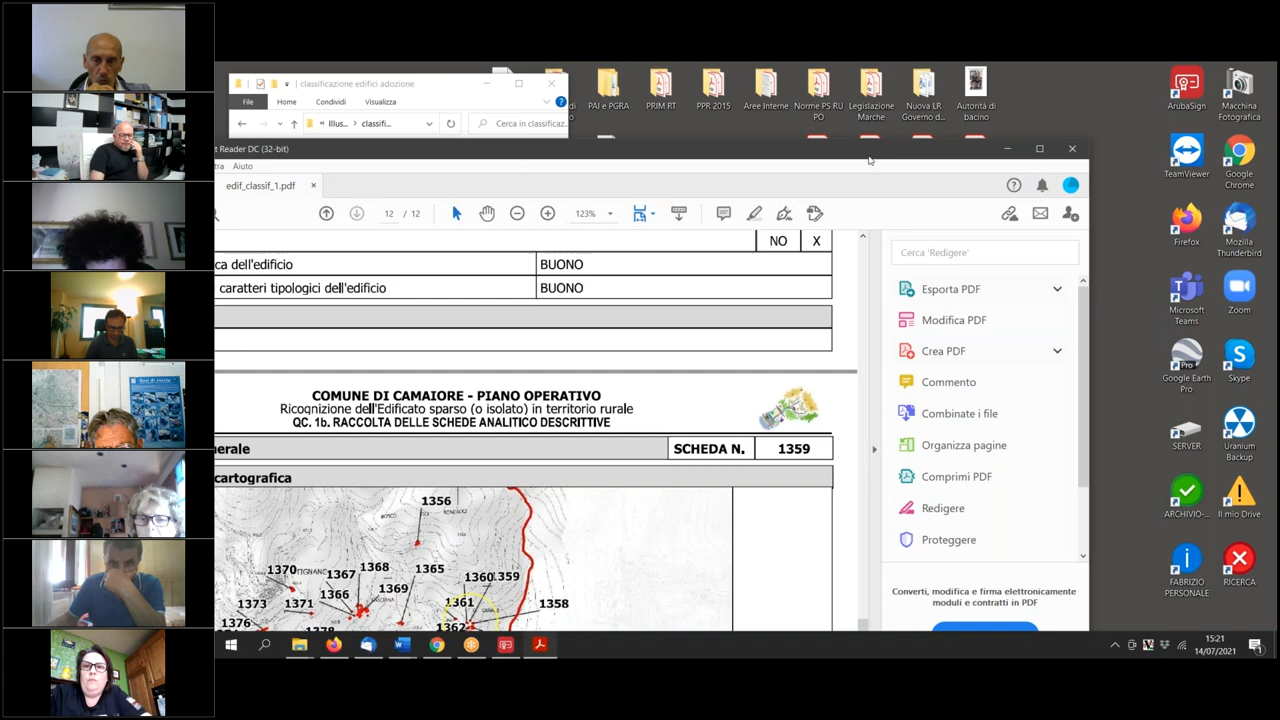 classificazione edifici adozione
File Home Condividi Visualizza
Illus... classifi...
Cerca in classificaz...
PAI e PGRA
PRIM RT
PPR 2015
Aree Interne
Norme PS RU PO
Legislazione Marche
Nuova LR Governo d...
Autorità di bacino
ArubaSign
Macchina Fotografica
t Reader DC (32-bit)
tra Aiuto
edif_classif_1.pdf
TeamViewer
Google Chrome
12 / 12
123%
Firefox
Mozilla Thunderbird
NO X
Cerca 'Redigere'
ca dell'edificio BUONO
caratteri tipologici dell'edificio BUONO
Esporta PDF
Modifica PDF
Crea PDF
Commento
Combinate i file
Organizza pagine
Comprimi PDF
Redigere
Proteggere
Converti, modifica e firma elettronicamente
moduli e contratti in PDF
Microsoft Teams
Zoom
Google Earth Pro
Skype
SERVER
Uranium Backup
ARCHIVIO-...
Il mio Drive
FABRIZIO PERSONALE
RICERCA
COMUNE DI CAMAIORE - PIANO OPERATIVO
Ricognizione dell'Edificato sparso (o isolato) in territorio rurale
QC. 1b. RACCOLTA DELLE SCHEDE ANALITICO DESCRITTIVE
nerale SCHEDA N. 1359
cartografica
1356
1370 1367 1368 1365 1360 359
1366 1369
1373 1371 1361 1358
1376 1362
15:21
14/07/2021